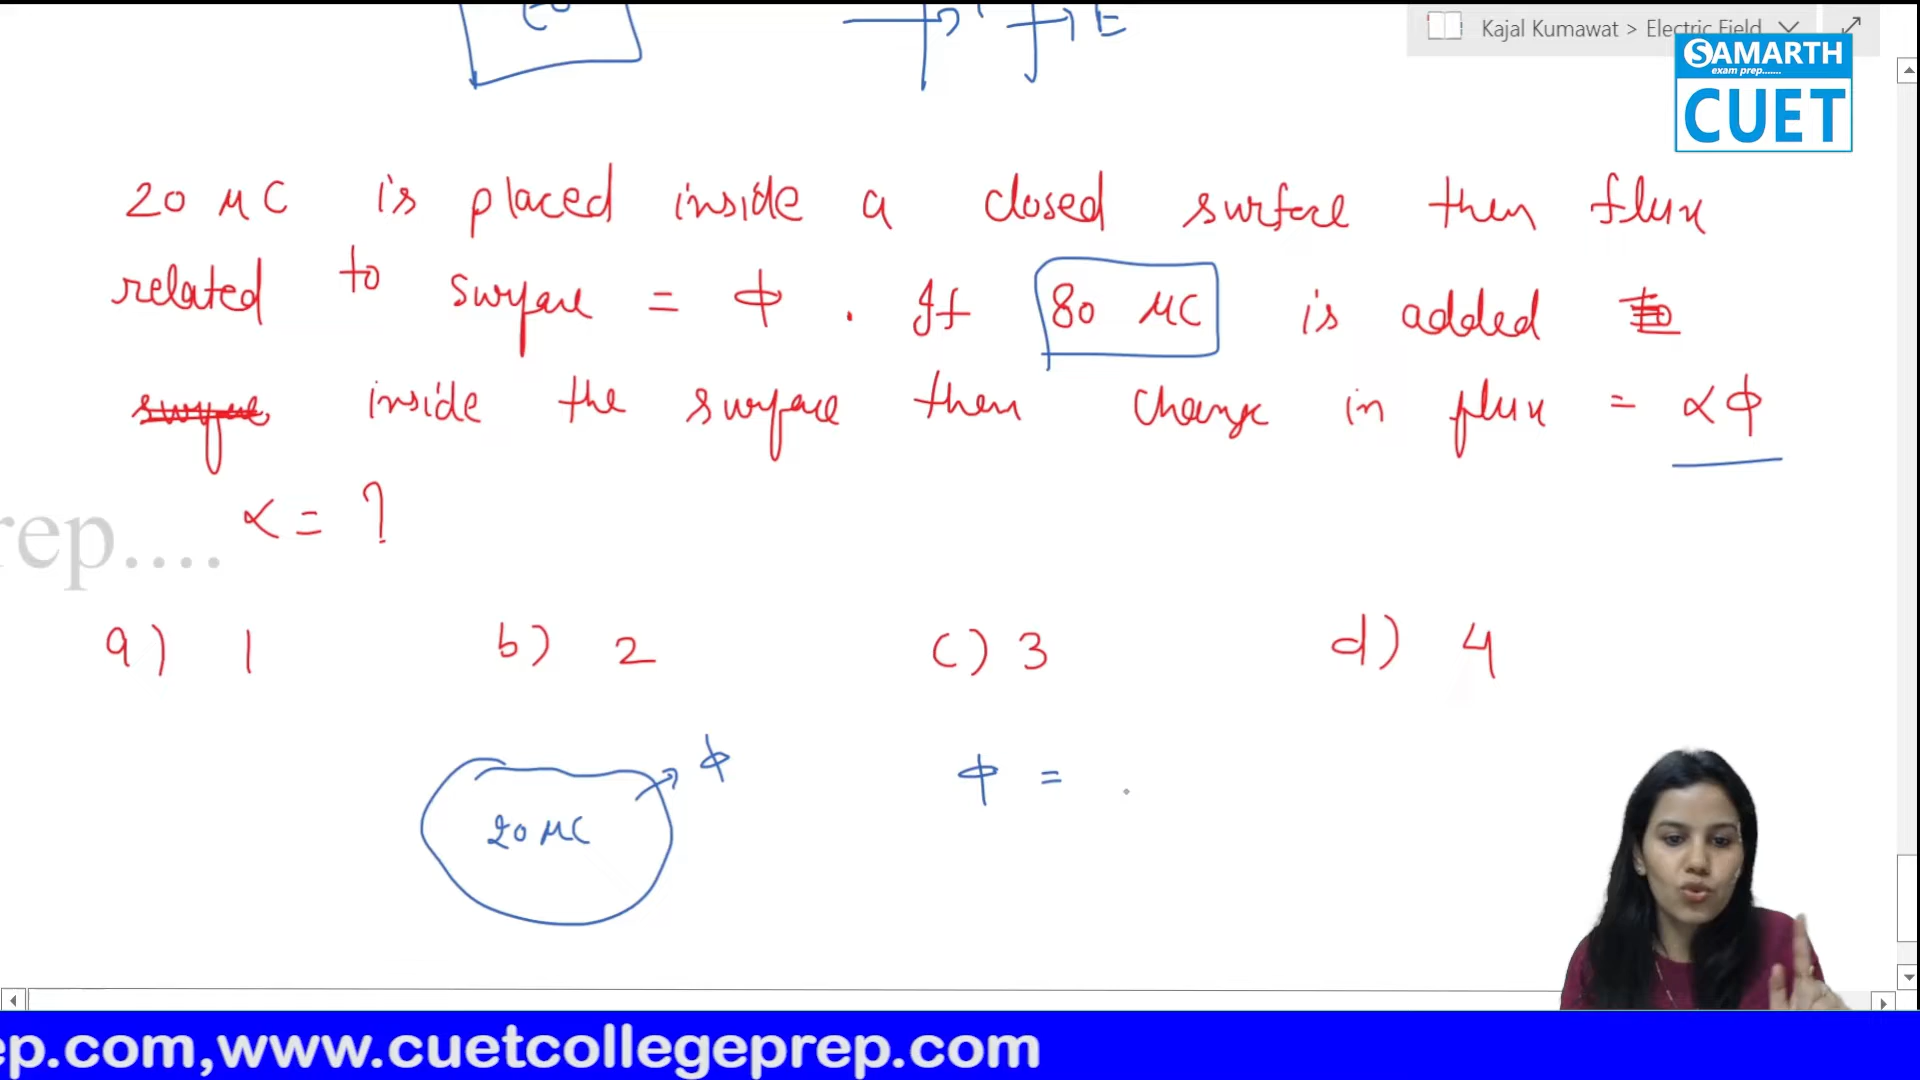 E
Kajal Kumawat > Electric Field
SAMARTH
exam prep.......
CUET
20 μC is placed inside a closed surface then flux
related to surface = ϕ . If 80 μC is added
inside the surface then change in flux = αϕ
rep....
α = ?
a) 1 b) 2 c) 3 d) 4
20 μC → ϕ
ϕ =
ep.com,www.cuetcollegeprep.com